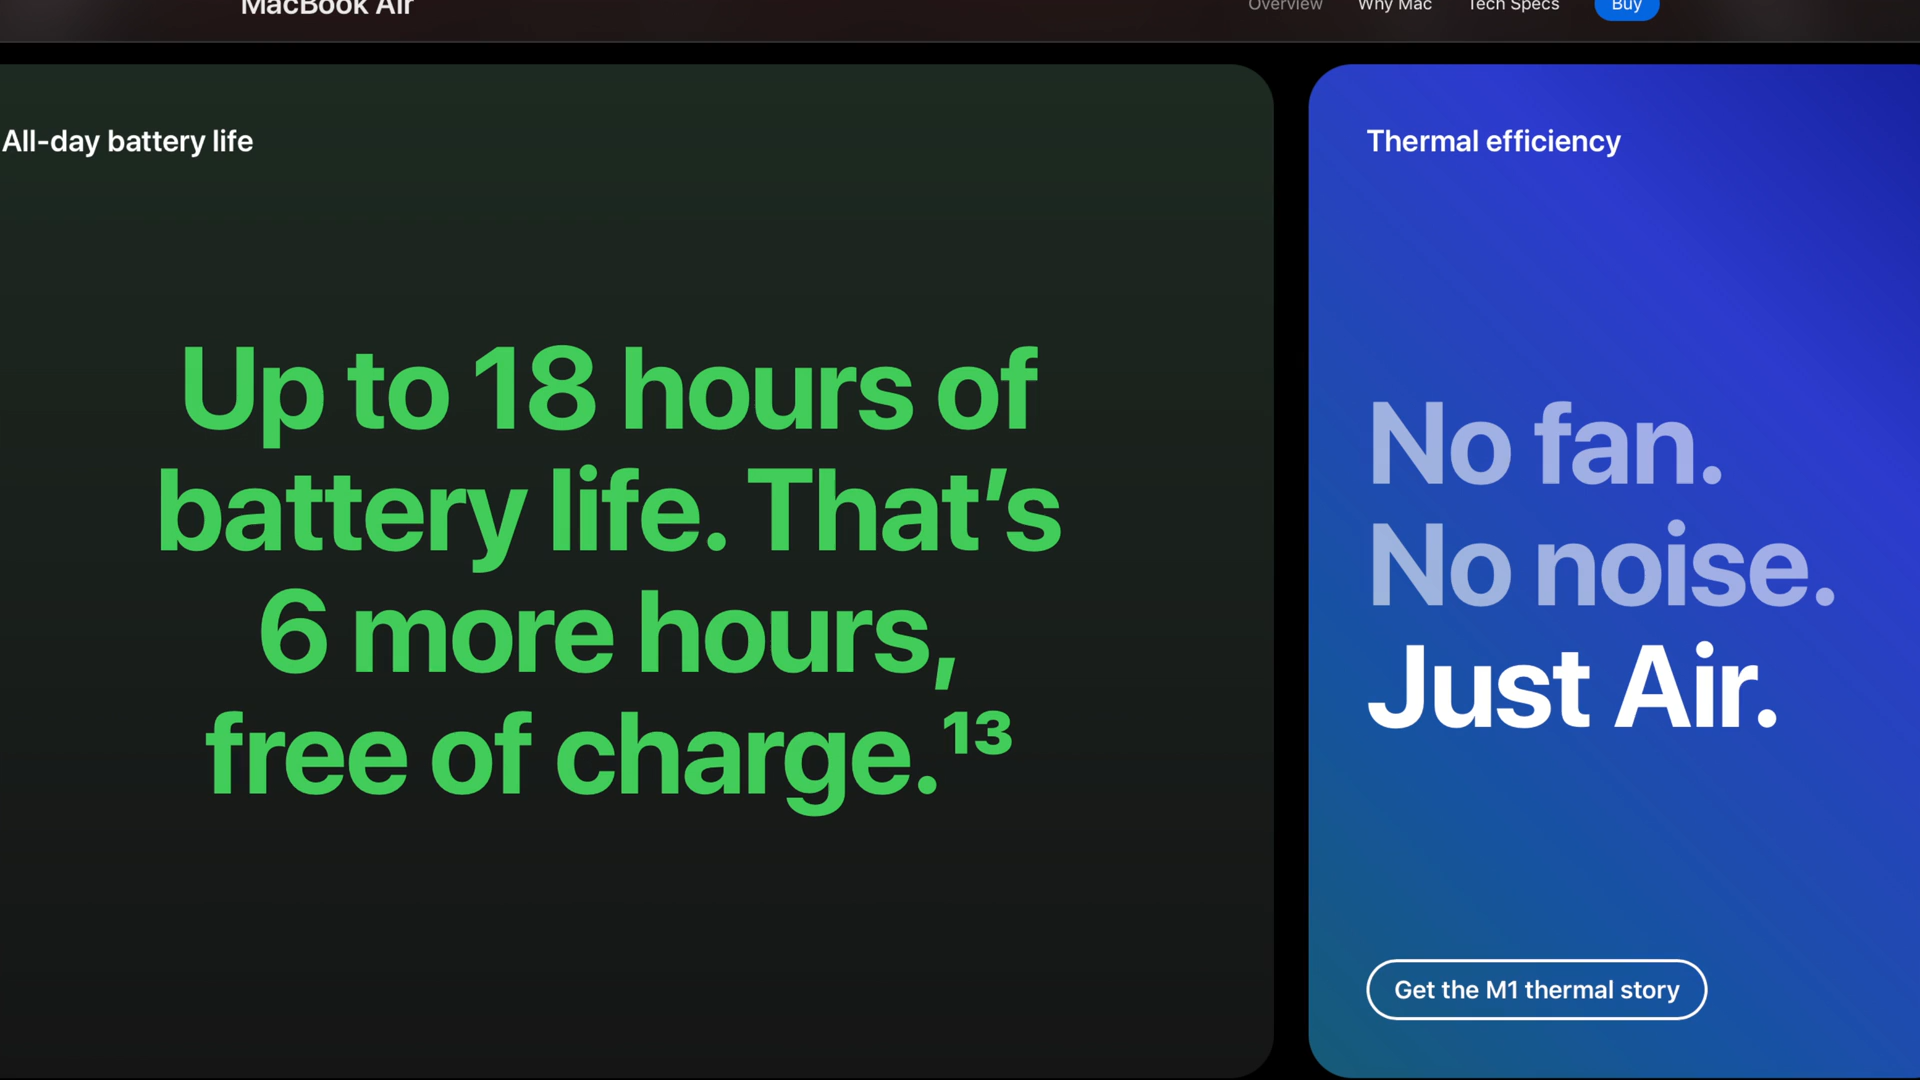 MacBook Air
Overview Why Mac Tech Specs Buy
All-day battery life
Up to 18 hours of
battery life. That’s
6 more hours,
free of charge.¹³
Thermal efficiency
No fan.
No noise.
Just Air.
Get the M1 thermal story